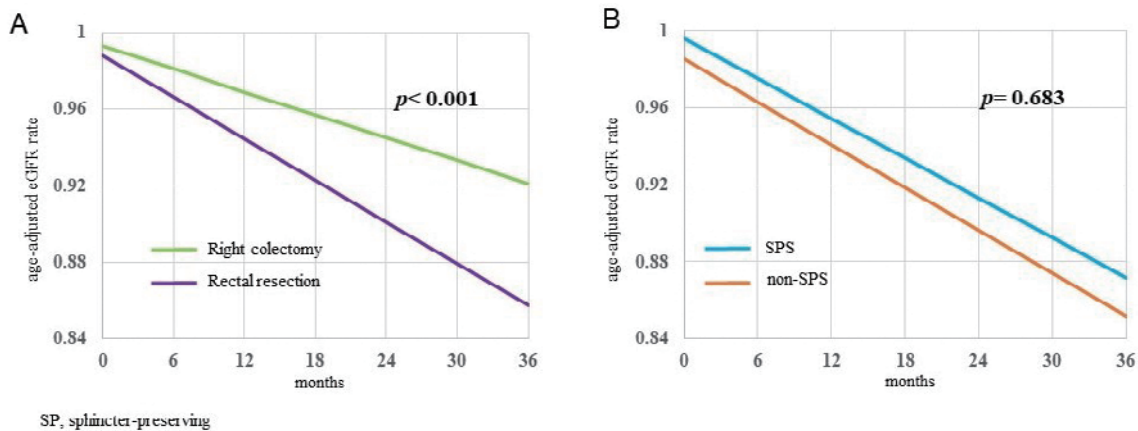 A
1
0.96
0.92
0.88
0.84
age-adjusted eGFR rate
p< 0.001
Right colectomy
Rectal resection
0 6 12 18 24 30 36
months
B
1
0.96
0.92
0.88
0.84
age-adjusted eGFR rate
p= 0.683
SPS
non-SPS
0 6 12 18 24 30 36
months
SP, sphincter-preserving